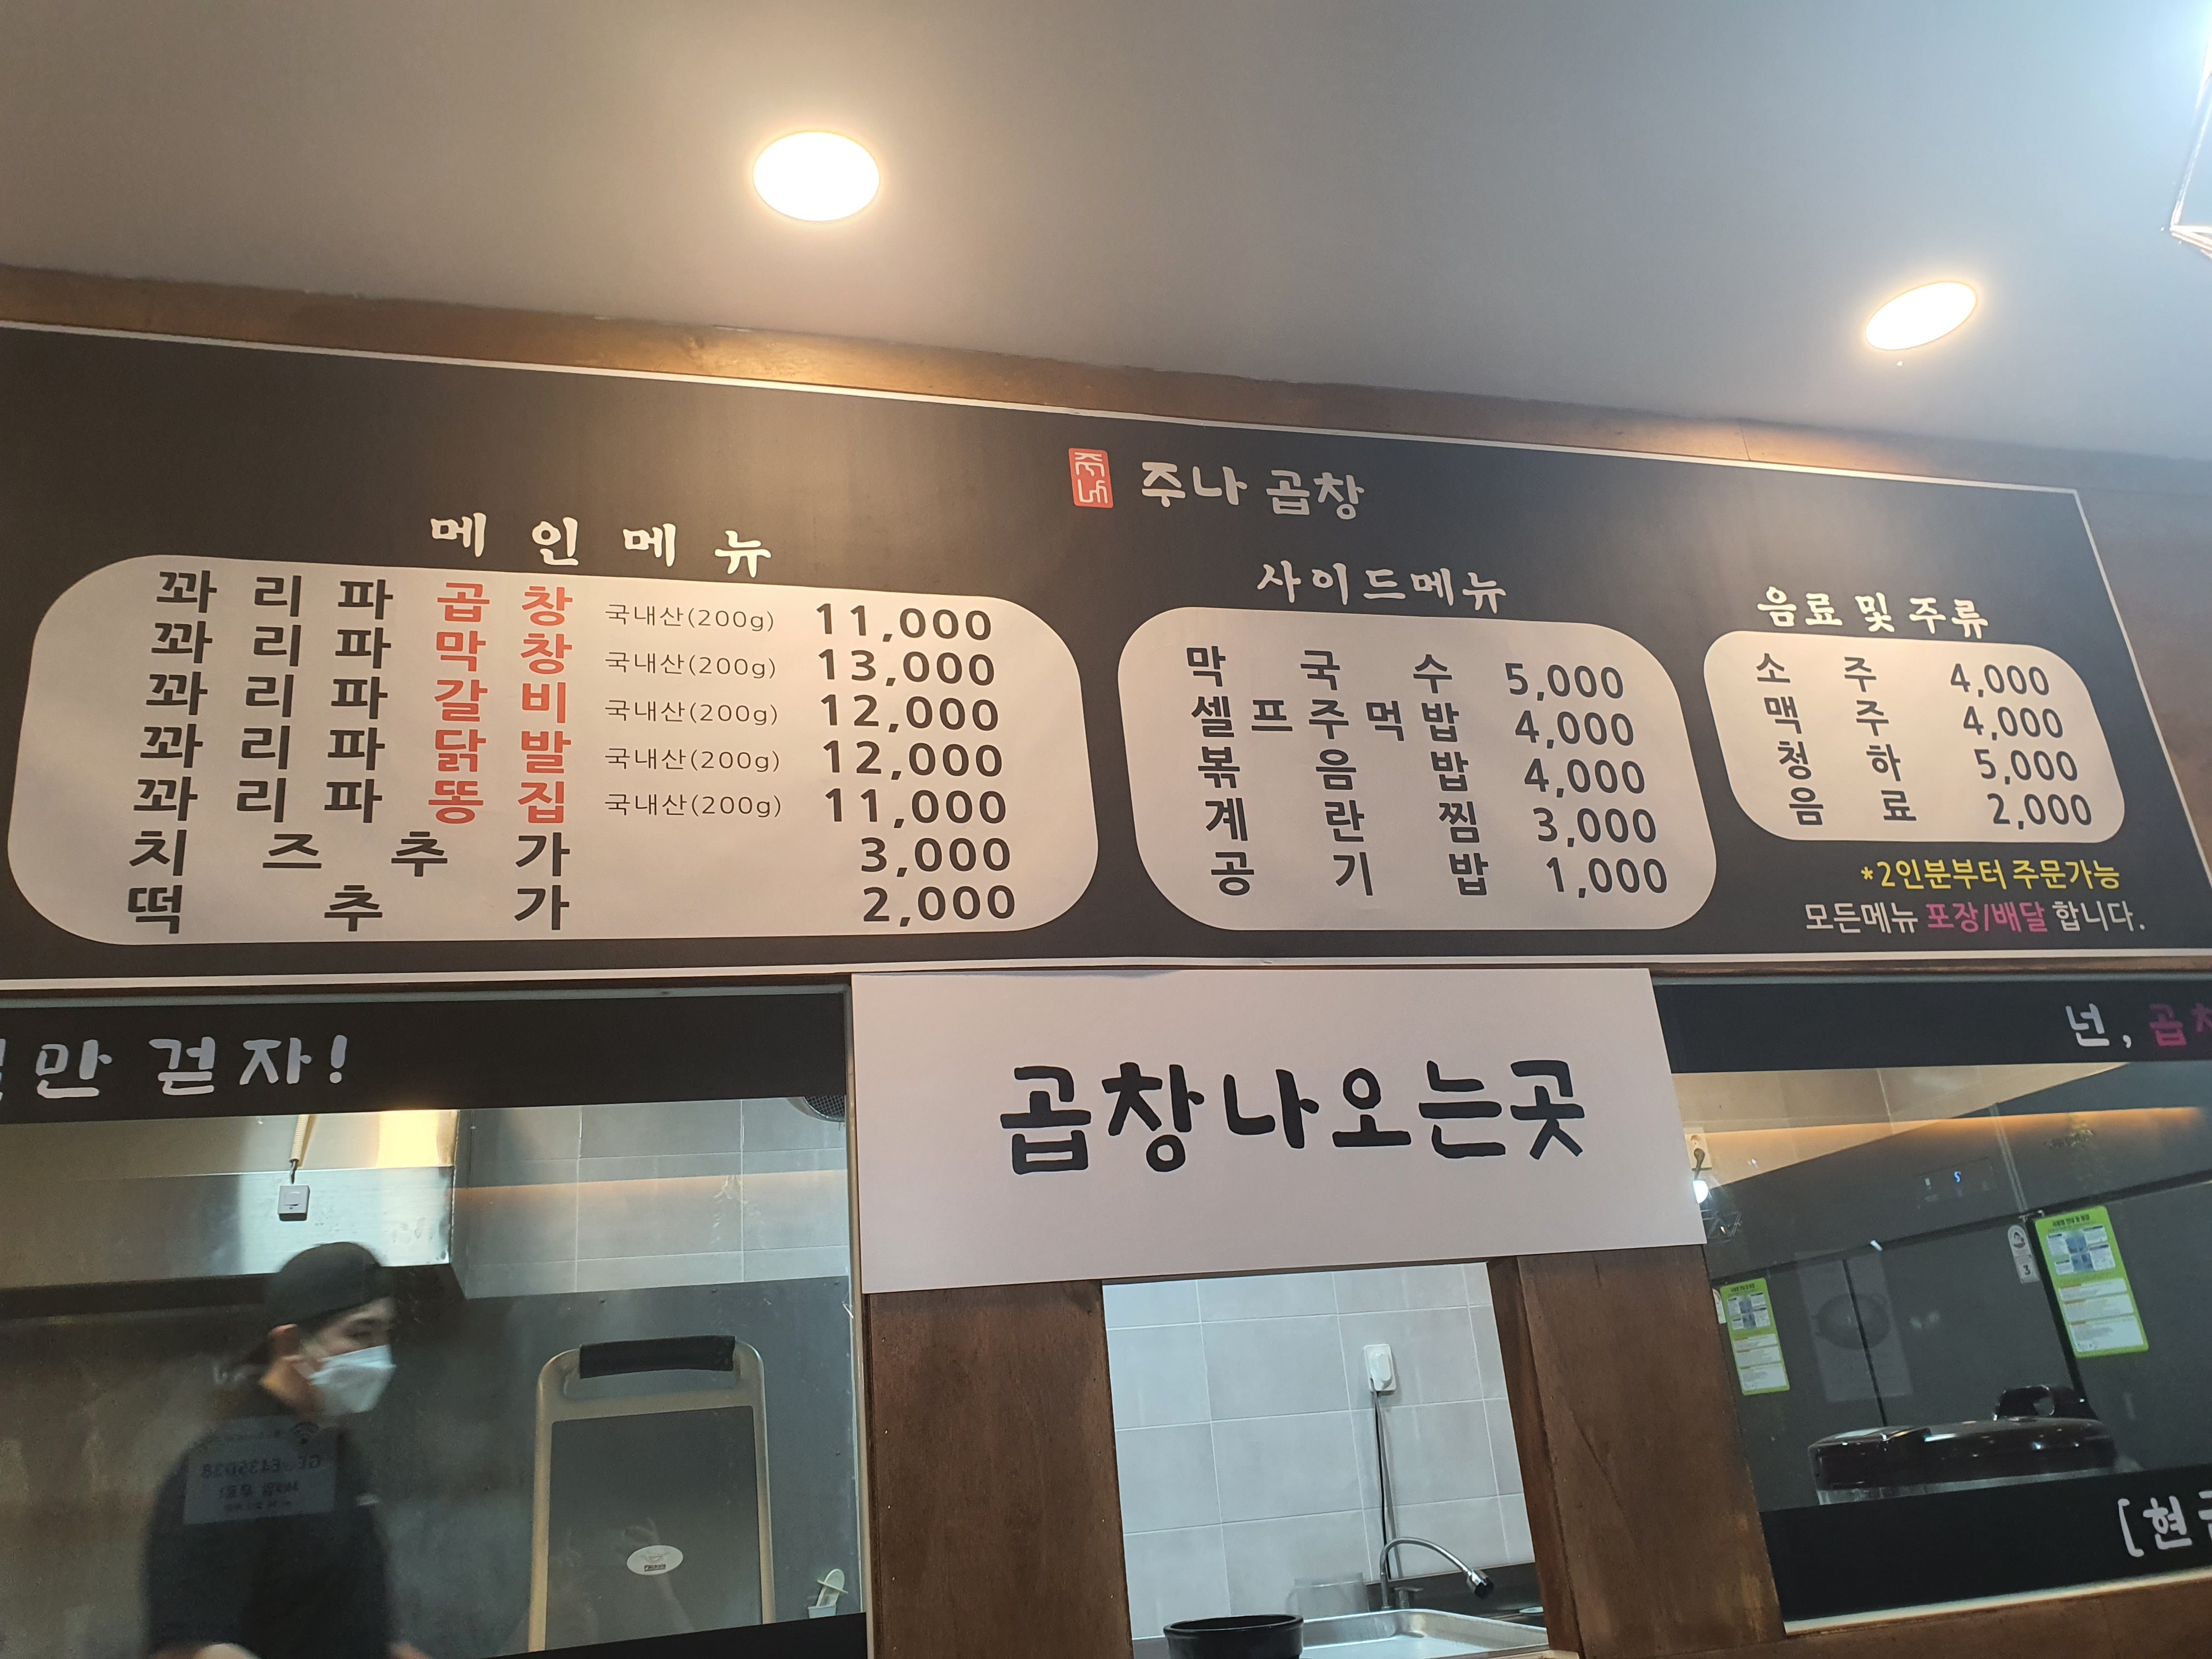 주나 곱창
메인메뉴
꽈리파곱창 국내산(200g) 11,000
꽈리파막창 국내산(200g) 13,000
꽈리파갈비 국내산(200g) 12,000
꽈리파닭발 국내산(200g) 12,000
꽈리파똥집 국내산(200g) 11,000
치즈추가 3,000
떡추가 2,000
사이드메뉴
막국수 5,000
셀프주먹밥 4,000
볶음밥 4,000
계란찜 3,000
공기밥 1,000
음료 및 주류
소주 4,000
맥주 4,000
청하 5,000
음료 2,000
*2인분부터 주문가능
모든메뉴 포장/배달 합니다.
만 걷자!
곱창나오는곳
넌, 곱
[현